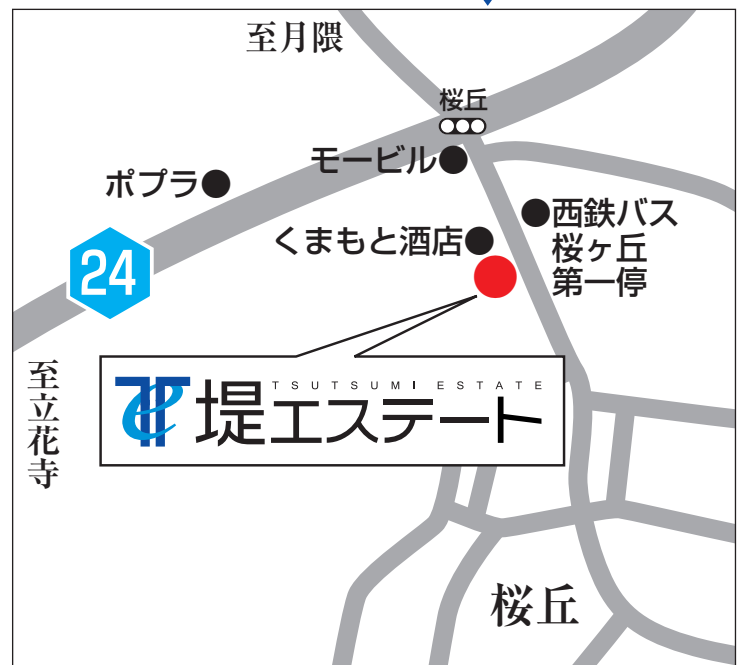 至月隈
桜丘
モービル
ポプラ
西鉄バス
桜ヶ丘
第一停
くまもと酒店
24
至立花寺
TSUTSUMI ESTATE
堤エステート
桜丘